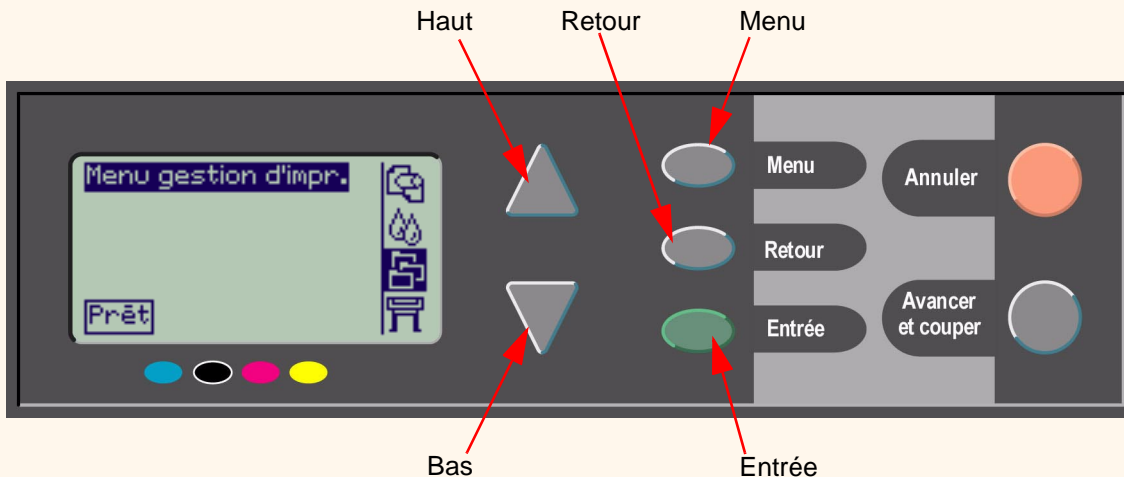 Haut
Retour
Menu
Menu gestion d'impr.
Prêt
Menu
Retour
Entrée
Annuler
Avancer
et couper
Bas
Entrée